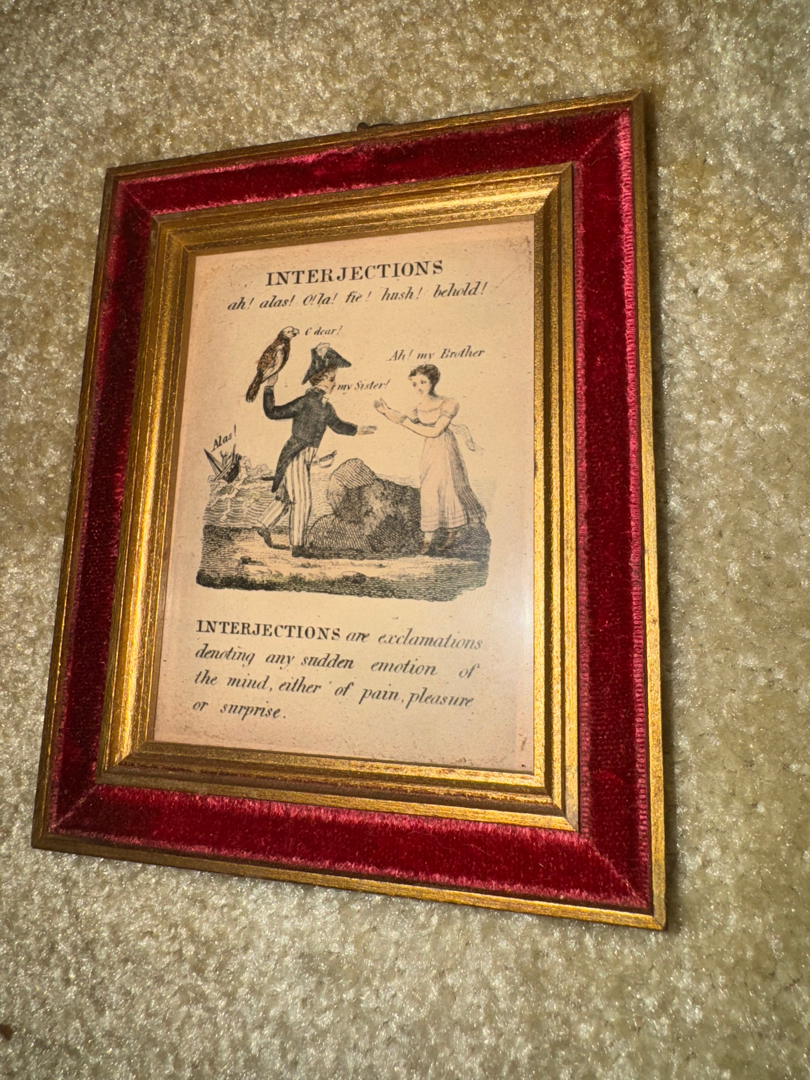 INTERJECTIONS
ah! alas! O! la! fie! hush! behold!
O dear!
Ah! my Brother
my Sister!
Alas!
INTERJECTIONS are exclamations
denoting any sudden emotion of
the mind, either of pain, pleasure
or surprise.